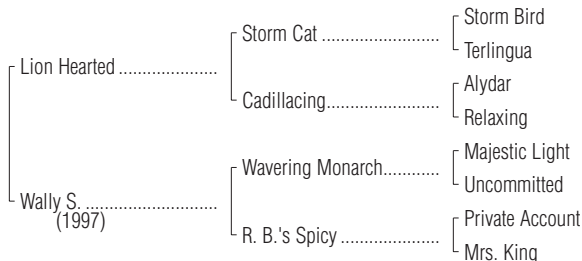 Storm Bird
Storm Cat ..........................
Terlingua
Lion Hearted ......................
Alydar
Cadillacing.........................
Relaxing
Majestic Light
Wavering Monarch.............
Uncommitted
Wally S. .............................
(1997)
Private Account
R. B.'s Spicy ......................
Mrs. King